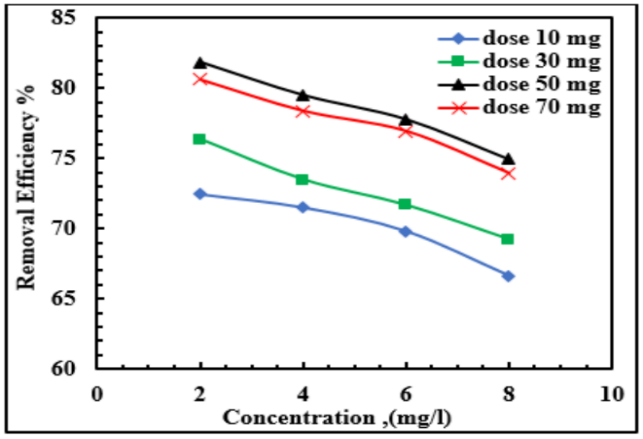 85
80
75
70
65
60
Removal Efficiency %
dose 10 mg
dose 30 mg
dose 50 mg
dose 70 mg
0 2 4 6 8 10
Concentration ,(mg/l)